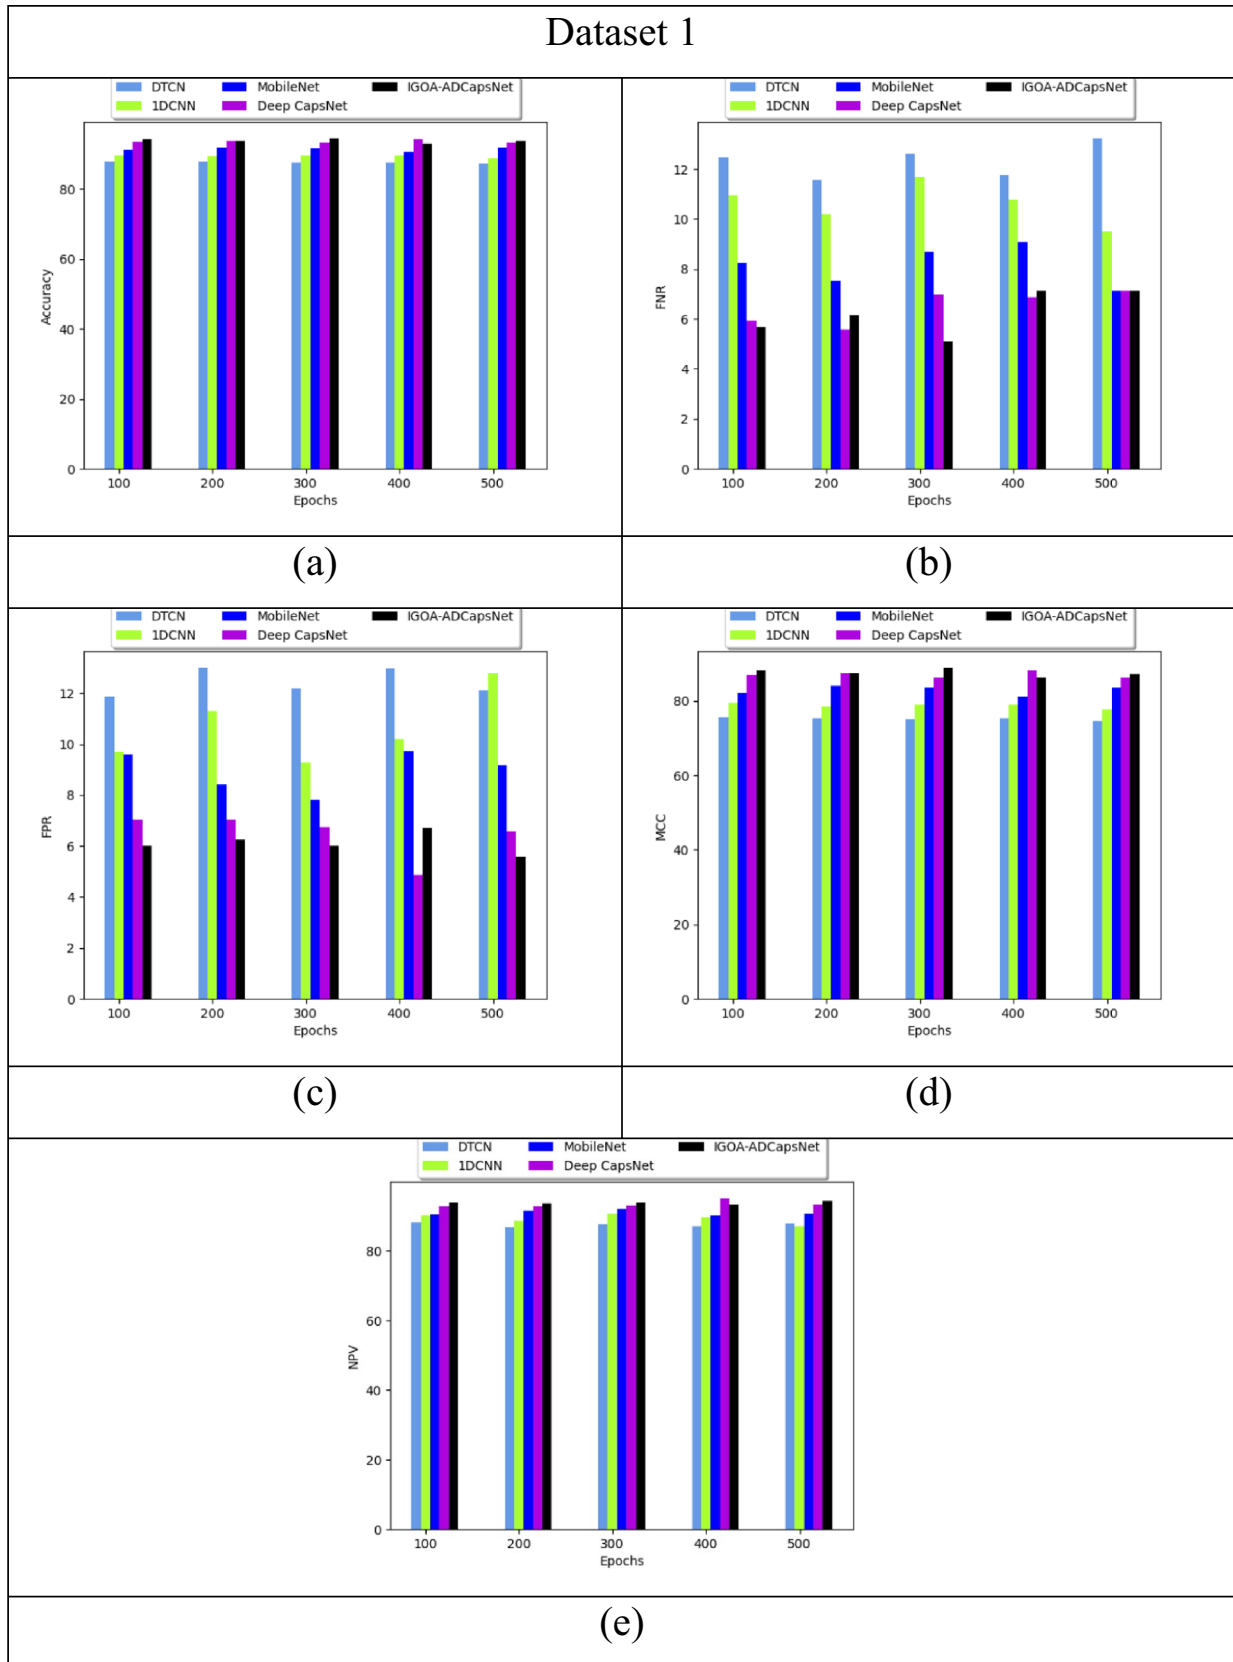 Dataset 1
DTCN MobileNet IGOA-ADCapsNet
1DCNN Deep CapsNet
80
60
40
20
0
Accuracy
100 200 300 400 500
Epochs
DTCN MobileNet IGOA-ADCapsNet
1DCNN Deep CapsNet
12
10
8
6
4
2
0
FNR
100 200 300 400 500
Epochs
(a) (b)
DTCN MobileNet IGOA-ADCapsNet
1DCNN Deep CapsNet
12
10
8
6
4
2
0
FPR
100 200 300 400 500
Epochs
DTCN MobileNet IGOA-ADCapsNet
1DCNN Deep CapsNet
80
60
40
20
0
MCC
100 200 300 400 500
Epochs
(c) (d)
DTCN MobileNet IGOA-ADCapsNet
1DCNN Deep CapsNet
80
60
40
20
0
NPV
100 200 300 400 500
Epochs
(e)